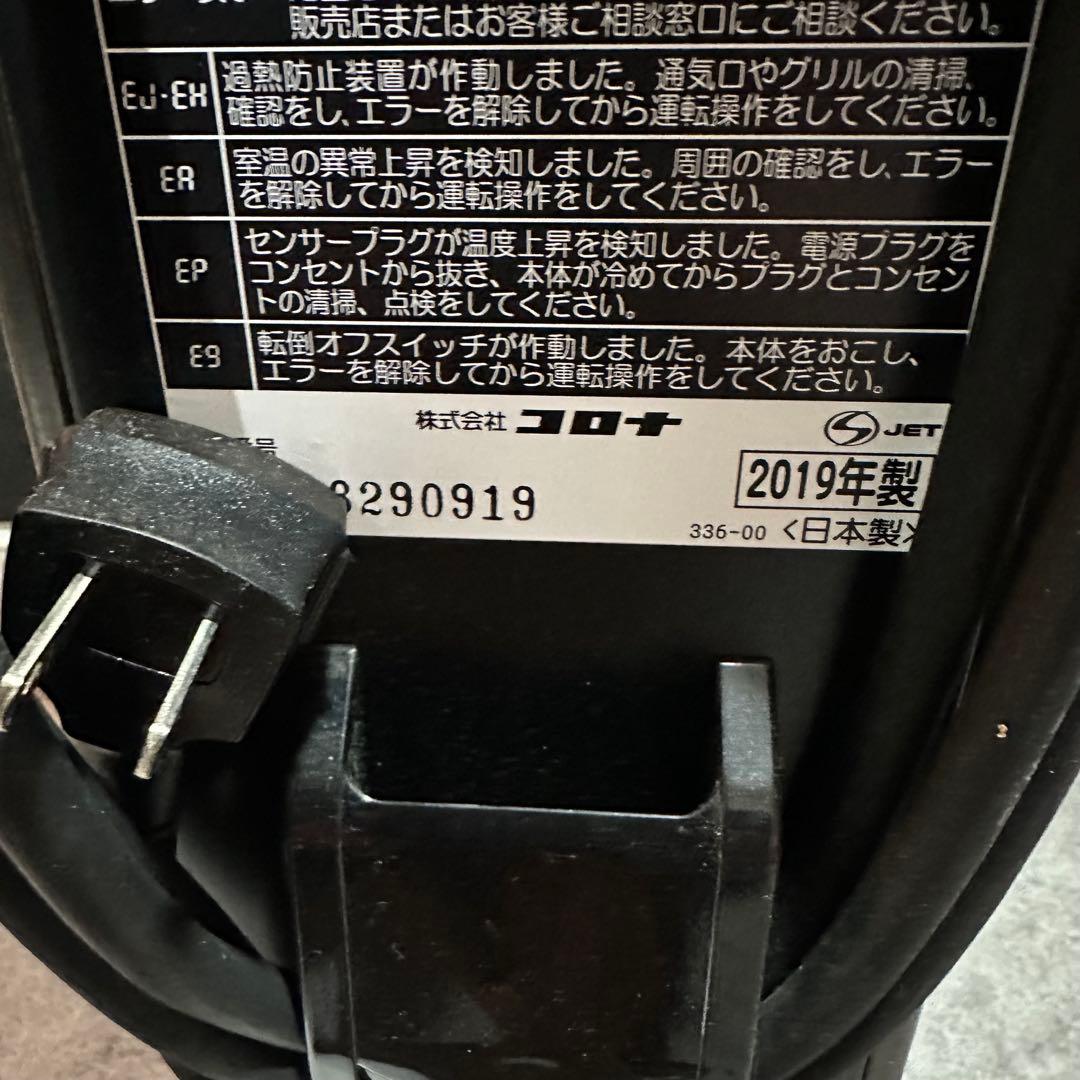 販売店またはお客様ご相談窓口にご相談ください。
EJ・EH
過熱防止装置が作動しました。通気口やグリルの清掃、
確認をし、エラーを解除してから運転操作をしてください。
EA
室温の異常上昇を検知しました。周囲の確認をし、エラー
を解除してから運転操作をしてください。
EP
センサープラグが温度上昇を検知しました。電源プラグを
コンセントから抜き、本体が冷めてからプラグとコンセン
トの清掃、点検をしてください。
E9
転倒オフスイッチが作動しました。本体をおこし、
エラーを解除してから運転操作をしてください。
株式会社 コロナ
JET
番号
8290919
2019年製
336-00 <日本製>